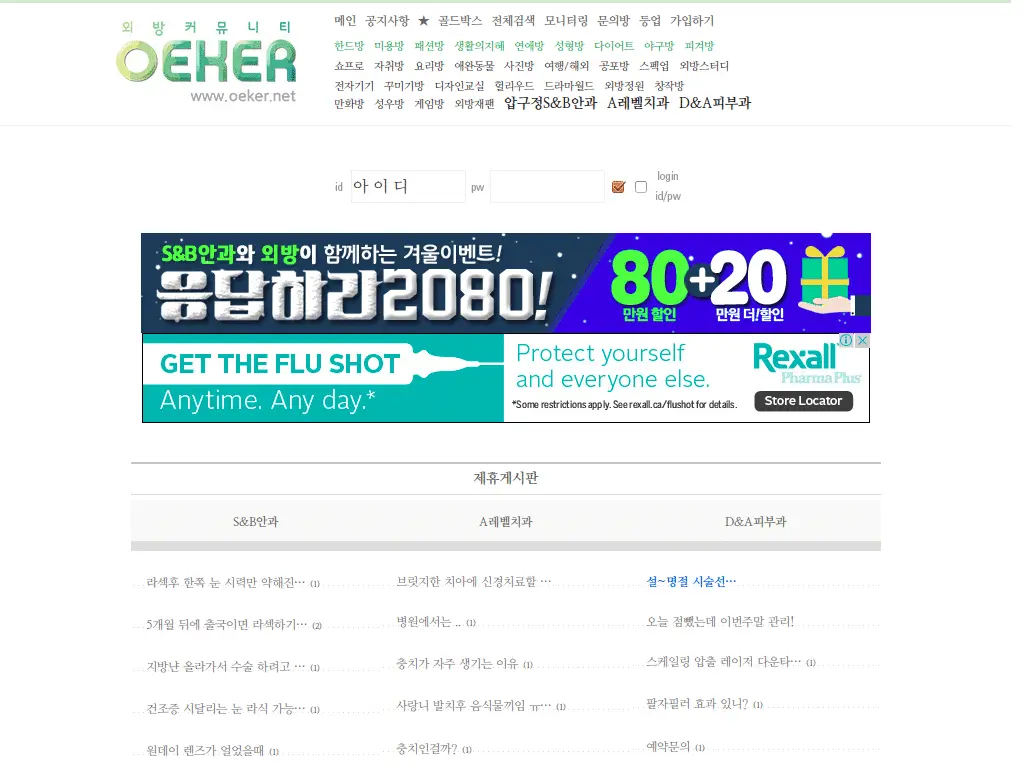 외 방 커 뮤 니 티
OEKER
www.oeker.net
메인 공지사항 ★ 골드박스 전체검색 모니터링 문의방 등업 가입하기
한드방 미용방 패션방 생활의지혜 연애방 성형방 다이어트 야구방 피겨방
쇼프로 자취방 요리방 애완동물 사진방 여행/해외 공포방 스펙업 외방스터디
전자기기 꾸미기방 디자인교실 헐리우드 드라마월드 외방정원 창작방
만화방 성우방 게임방 외방재팬 압구정S&B안과 A레벨치과 D&A피부과
id 아 이 디 pw
login
id/pw
S&B안과와 외방이 함께하는 겨울이벤트!
응답하라2080!
80+20
만원 할인 만원 더!할인
GET THE FLU SHOT
Anytime. Any day.*
Protect yourself
and everyone else.
*Some restrictions apply. See rexall.ca/flushot for details.
Rexall
Pharma Plus
Store Locator
제휴게시판
S&B안과 A레벨치과 D&A피부과
라섹후 한쪽 눈 시력만 약해진… (1) 브릿지한 치아에 신경치료할 … 설~명절 시술선…
5개월 뒤에 출국이면 라섹하기… (2) 병원에서는 .. (1) 오늘 점뺐는데 이번주말 관리!
지방난 올라가서 수술 하려고 … (1) 충치가 자주 생기는 이유 (1) 스케일링 압출 레이저 다운타… (1)
건조증 시달리는 눈 라식 가능… (1) 사랑니 발치후 음식물끼임 ㅠ… (1) 팔자필러 효과 있니? (1)
원데이 렌즈가 얼었을때 (1) 충치인걸까? (1) 예약문의 (1)